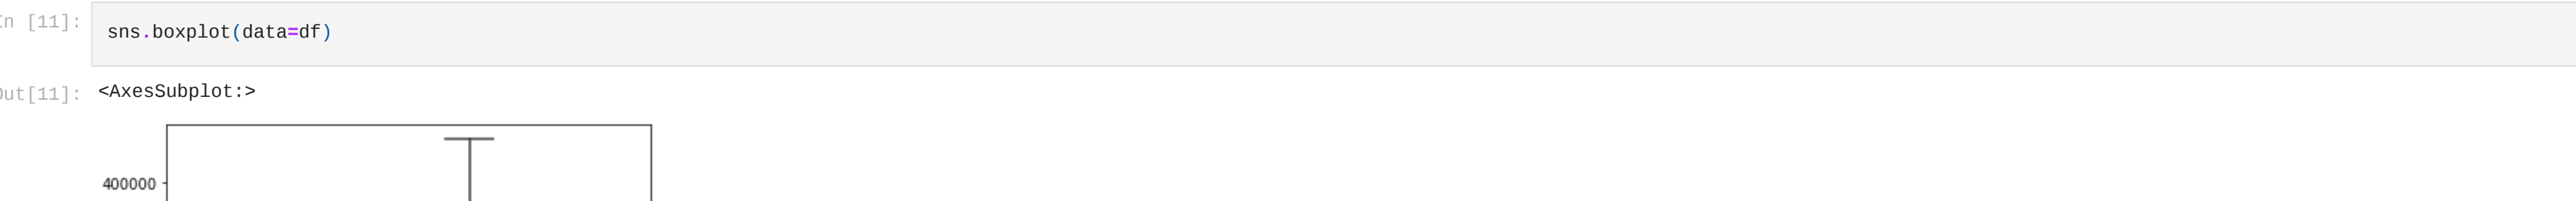 In [11]:
sns.boxplot(data=df)
Out[11]:
<AxesSubplot:>
400000